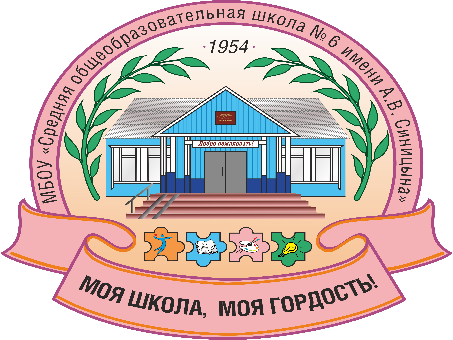 МБОУ «Средняя общеобразовательная школа № 6 имени А.В. Синицына»
· 1954 ·
Добро пожаловать!
МОЯ ШКОЛА, МОЯ ГОРДОСТЬ!